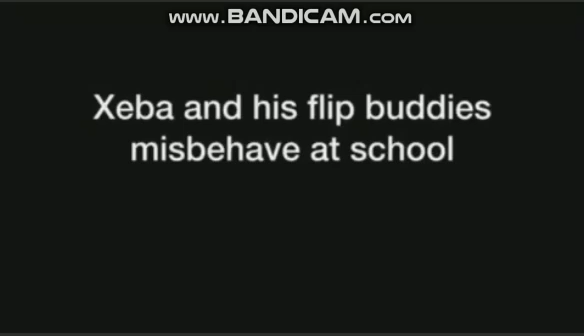 www.BANDICAM.com
Xeba and his flip buddies
misbehave at school